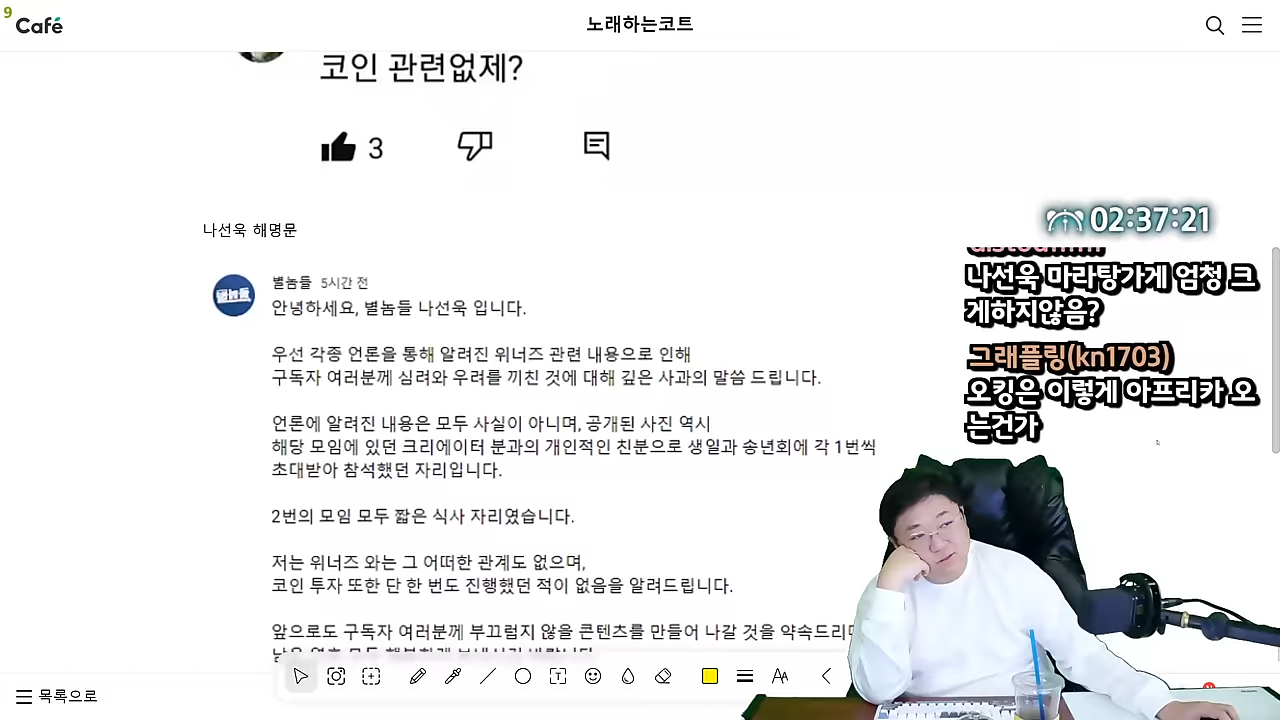 9
Café
노래하는코트
코인 관련없제?
3
나선욱 해명문
02:37:21
나선욱 마라탕가게 엄청 크
게하지않음?
그래플링(kn1703)
오킹은 이렇게 아프리카 오
는건가
별놈들
별놈들 5시간 전
안녕하세요, 별놈들 나선욱 입니다.
우선 각종 언론을 통해 알려진 위너즈 관련 내용으로 인해
구독자 여러분께 심려와 우려를 끼친 것에 대해 깊은 사과의 말씀 드립니다.
언론에 알려진 내용은 모두 사실이 아니며, 공개된 사진 역시
해당 모임에 있던 크리에이터 분과의 개인적인 친분으로 생일과 송년회에 각 1번씩
초대받아 참석했던 자리입니다.
2번의 모임 모두 짧은 식사 자리였습니다.
저는 위너즈 와는 그 어떠한 관계도 없으며,
코인 투자 또한 단 한 번도 진행했던 적이 없음을 알려드립니다.
앞으로도 구독자 여러분께 부끄럽지 않을 콘텐츠를 만들어 나갈 것을 약속드리
목록으로